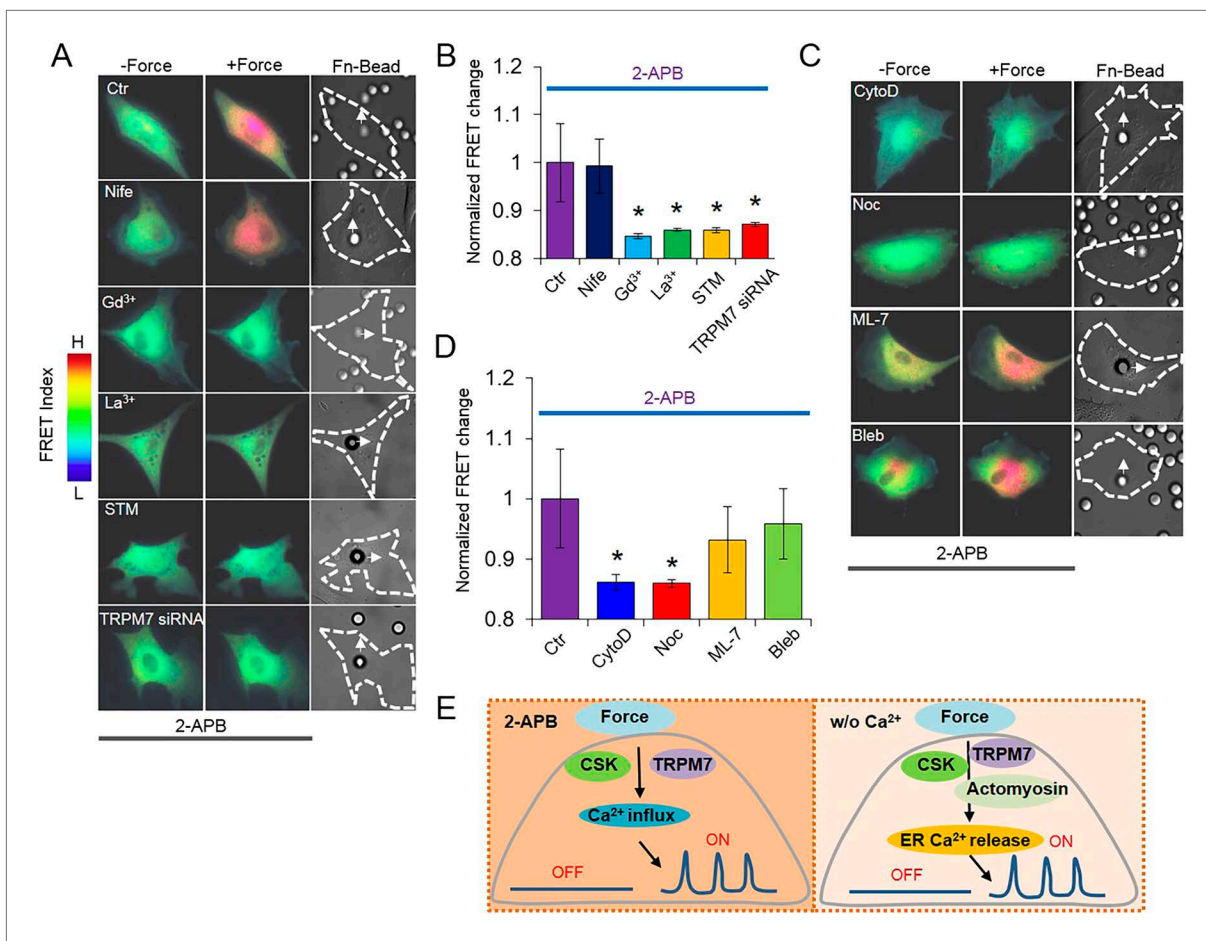 A
-Force +Force Fn-Bead
Ctr
Nife
Gd³⁺
La³⁺
STM
TRPM7 siRNA
2-APB
H
FRET Index
L
B
2-APB
Normalized FRET change
1.2
1.1
1
0.9
0.8
Ctr Nife Gd³⁺ La³⁺ STM TRPM7 siRNA
* * * *
C
-Force +Force Fn-Bead
CytoD
Noc
ML-7
Bleb
2-APB
D
2-APB
Normalized FRET change
1.2
1.1
1
0.9
0.8
* *
Ctr CytoD Noc ML-7 Bleb
E
2-APB
Force
CSK TRPM7
Ca²⁺ influx
OFF ON
w/o Ca²⁺
Force
CSK TRPM7
Actomyosin
ER Ca²⁺ release
OFF ON